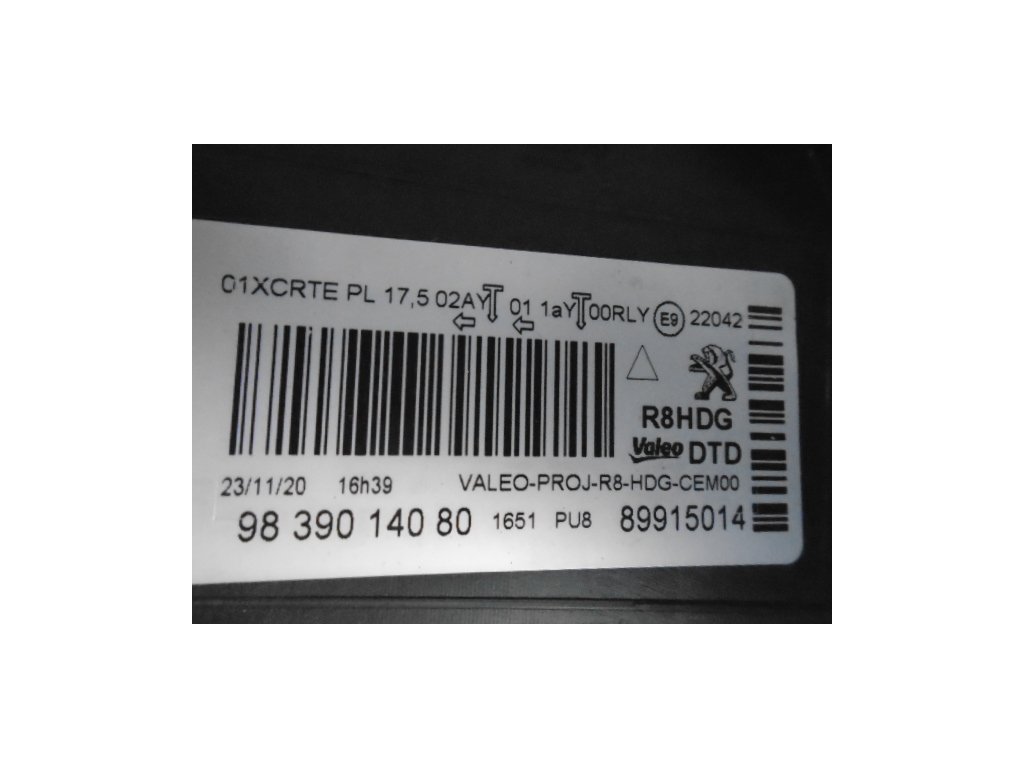 01XCRTE PL 17,5 02AY 01 1aY 00RLY E9 22042
R8HDG
Valeo DTD
23/11/20 16h39 VALEO-PROJ-R8-HDG-CEM00
98 390 140 80 1651 PU8 89915014